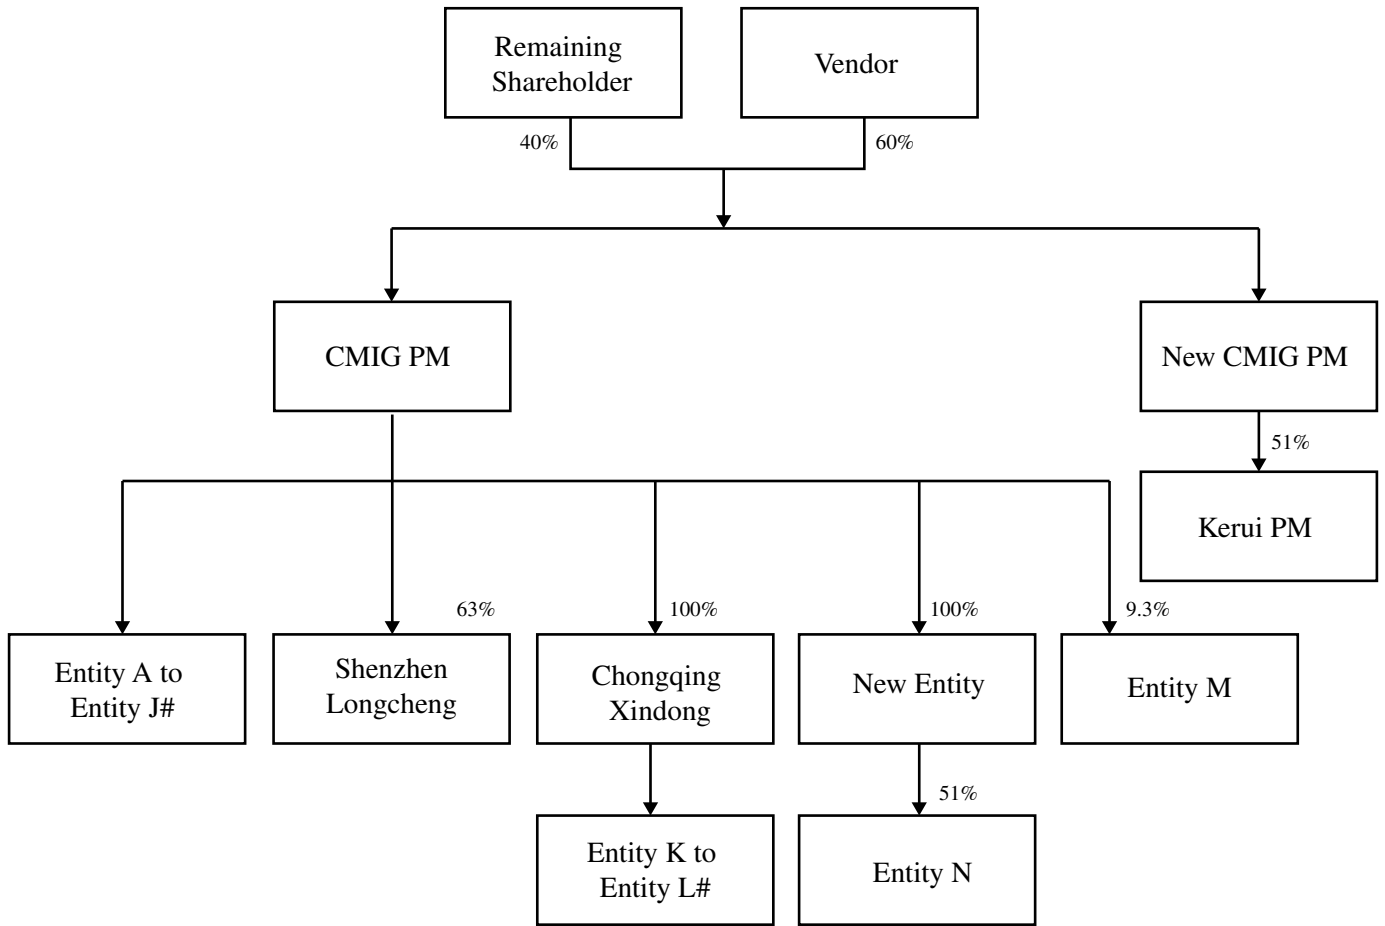 Remaining
Shareholder
Vendor
40%
60%
CMIG PM
New CMIG PM
51%
Kerui PM
63%
100%
100%
9.3%
Entity A to
Entity J#
Shenzhen
Longcheng
Chongqing
Xindong
New Entity
Entity M
51%
Entity K to
Entity L#
Entity N